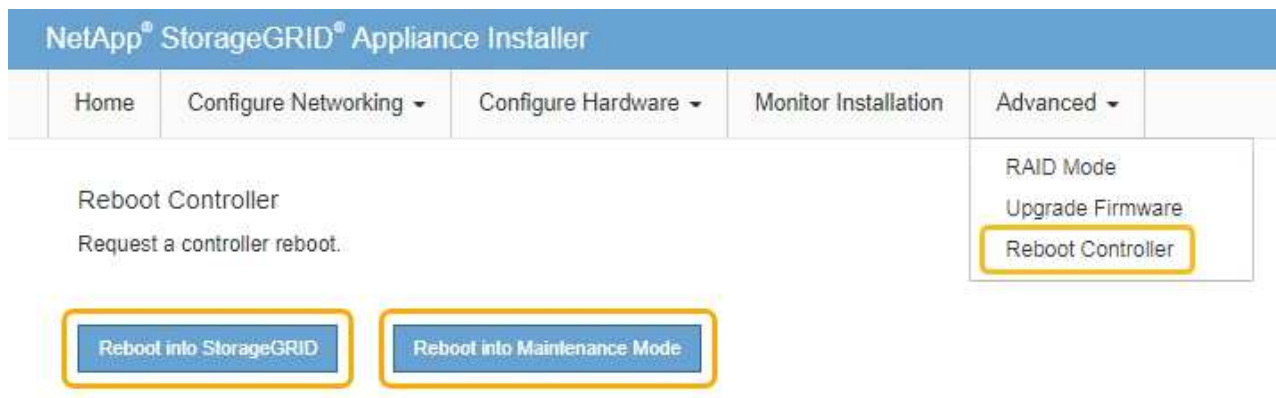 NetApp® StorageGRID® Appliance Installer
Home Configure Networking Configure Hardware Monitor Installation Advanced
RAID Mode
Upgrade Firmware
Reboot Controller
Reboot Controller
Request a controller reboot.
Reboot into StorageGRID Reboot into Maintenance Mode